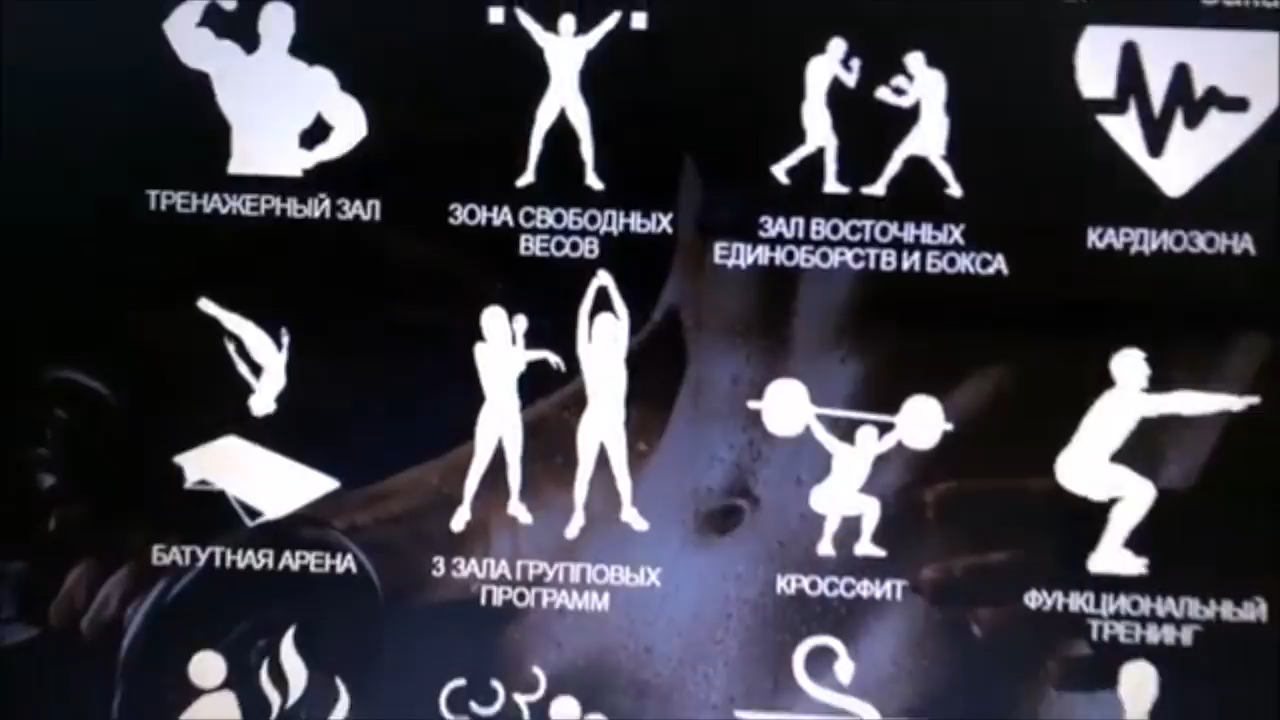 ТРЕНАЖЕРНЫЙ ЗАЛ
ЗОНА СВОБОДНЫХ
ВЕСОВ
ЗАЛ ВОСТОЧНЫХ
ЕДИНОБОРСТВ И БОКСА
КАРДИОЗОНА
БАТУТНАЯ АРЕНА
3 ЗАЛА ГРУППОВЫХ
ПРОГРАММ
КРОССФИТ
ФУНКЦИОНАЛЬНЫЙ
ТРЕНИНГ